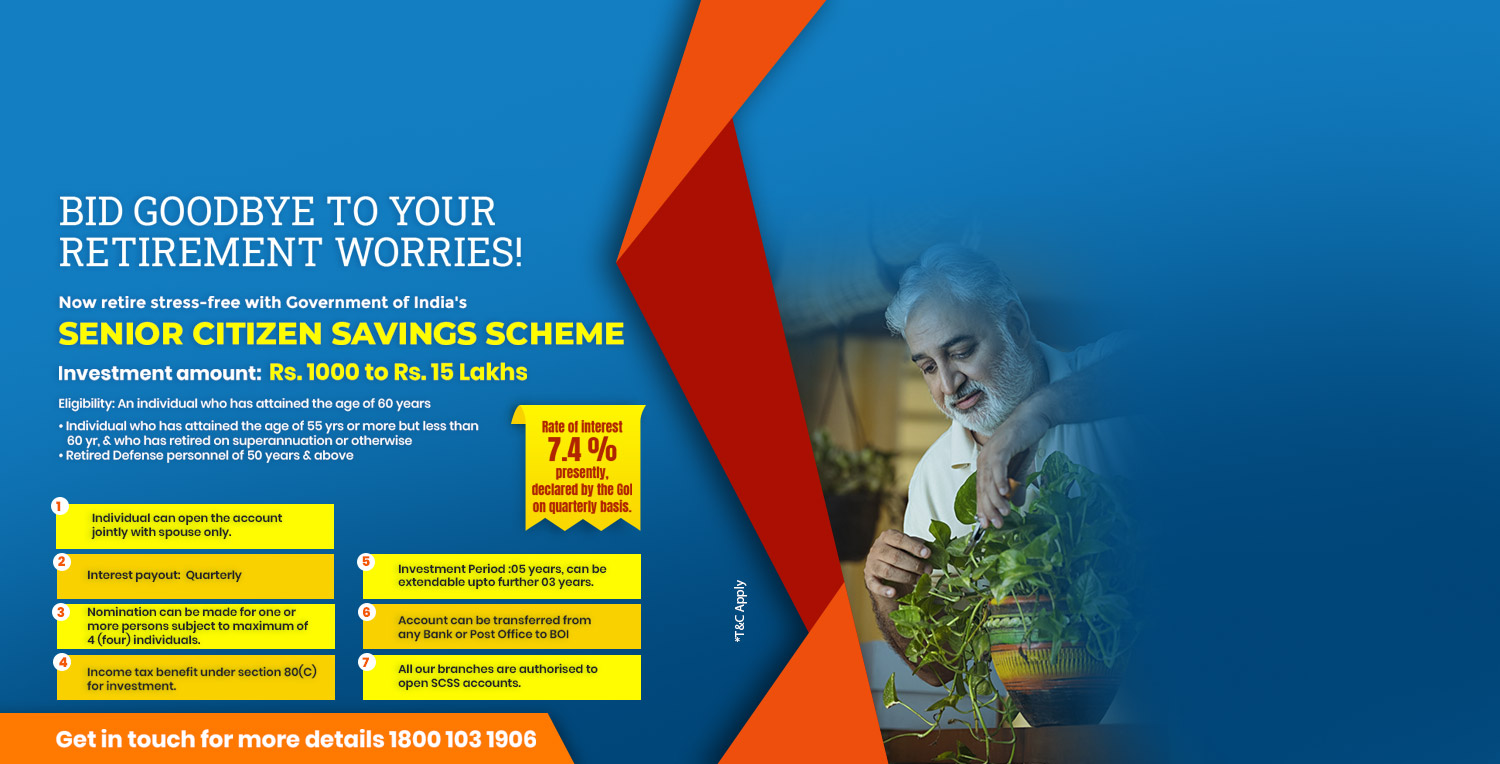 BID GOODBYE TO YOUR
RETIREMENT WORRIES!
Now retire stress-free with Government of India's
SENIOR CITIZEN SAVINGS SCHEME
Investment amount: Rs. 1000 to Rs. 15 Lakhs
Eligibility: An individual who has attained the age of 60 years
• Individual who has attained the age of 55 yrs or more but less than
60 yr, & who has retired on superannuation or otherwise
• Retired Defense personnel of 50 years & above
Rate of interest
7.4 %
presently,
declared by the GoI
on quarterly basis.
1
Individual can open the account
jointly with spouse only.
2
Interest payout: Quarterly
3
Nomination can be made for one or
more persons subject to maximum of
4 (four) individuals.
4
Income tax benefit under section 80(C)
for investment.
5
Investment Period :05 years, can be
extendable upto further 03 years.
6
Account can be transferred from
any Bank or Post Office to BOI
7
All our branches are authorised to
open SCSS accounts.
*T&C Apply
Get in touch for more details 1800 103 1906